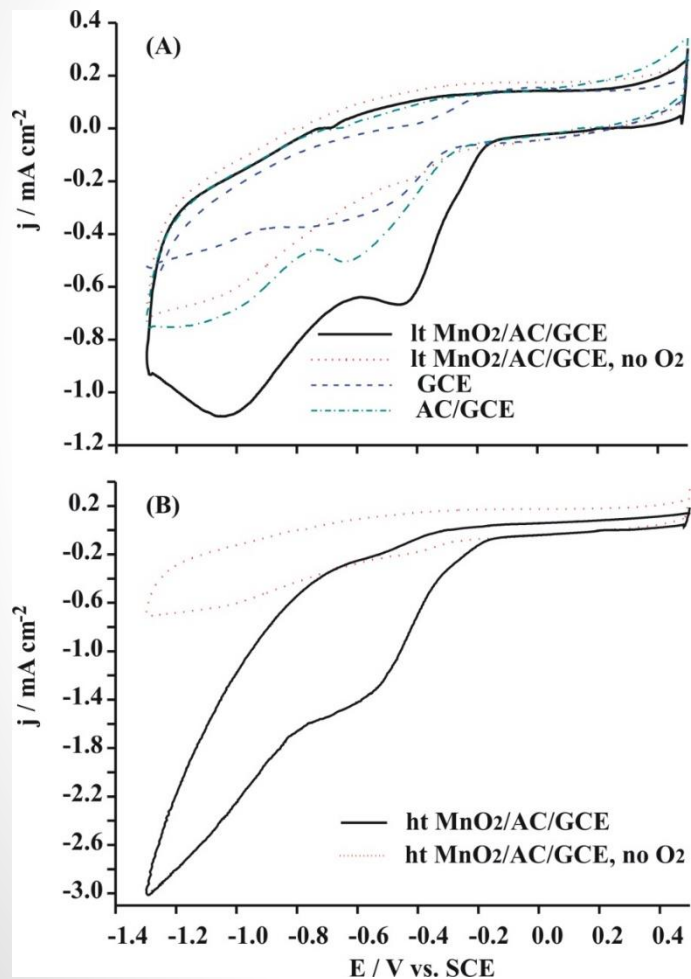 (A)
j / mA cm⁻²
0.4
0.2
0.0
-0.2
-0.4
-0.6
-0.8
-1.0
-1.2
lt MnO₂/AC/GCE
lt MnO₂/AC/GCE, no O₂
GCE
AC/GCE
(B)
j / mA cm⁻²
0.2
-0.2
-0.6
-1.0
-1.4
-1.8
-2.2
-2.6
-3.0
ht MnO₂/AC/GCE
ht MnO₂/AC/GCE, no O₂
-1.4 -1.2 -1.0 -0.8 -0.6 -0.4 -0.2 0.0 0.2 0.4
E / V vs. SCE